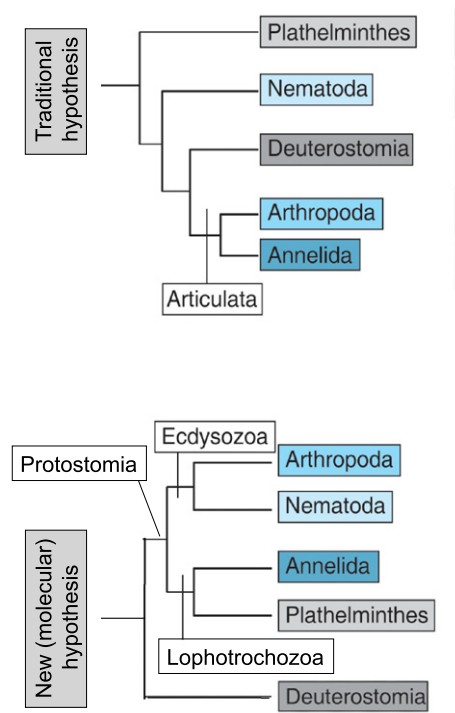 Traditional
hypothesis
Plathelminthes
Nematoda
Deuterostomia
Arthropoda
Annelida
Articulata
New (molecular)
hypothesis
Protostomia
Ecdysozoa
Arthropoda
Nematoda
Annelida
Plathelminthes
Lophotrochozoa
Deuterostomia